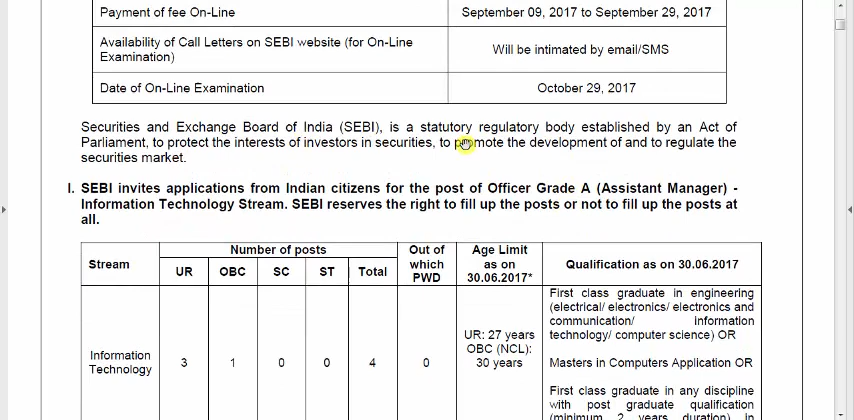 Payment of fee On-Line
September 09, 2017 to September 29, 2017
Availability of Call Letters on SEBI website (for On-Line
Examination)
Will be intimated by email/SMS
Date of On-Line Examination
October 29, 2017
Securities and Exchange Board of India (SEBI), is a statutory regulatory body established by an Act of
Parliament, to protect the interests of investors in securities, to promote the development of and to regulate the
securities market.
I. SEBI invites applications from Indian citizens for the post of Officer Grade A (Assistant Manager) -
Information Technology Stream. SEBI reserves the right to fill up the posts or not to fill up the posts at
all.
Stream
Number of posts
UR OBC SC ST Total
Out of
which
PWD
Age Limit
as on
30.06.2017*
Qualification as on 30.06.2017
Information
Technology
3 1 0 0 4 0
UR: 27 years
OBC (NCL):
30 years
First class graduate in engineering
(electrical/ electronics/ electronics and
communication/ information
technology/ computer science) OR
Masters in Computers Application OR
First class graduate in any discipline
with post graduate qualification
(minimum 2 years duration) in